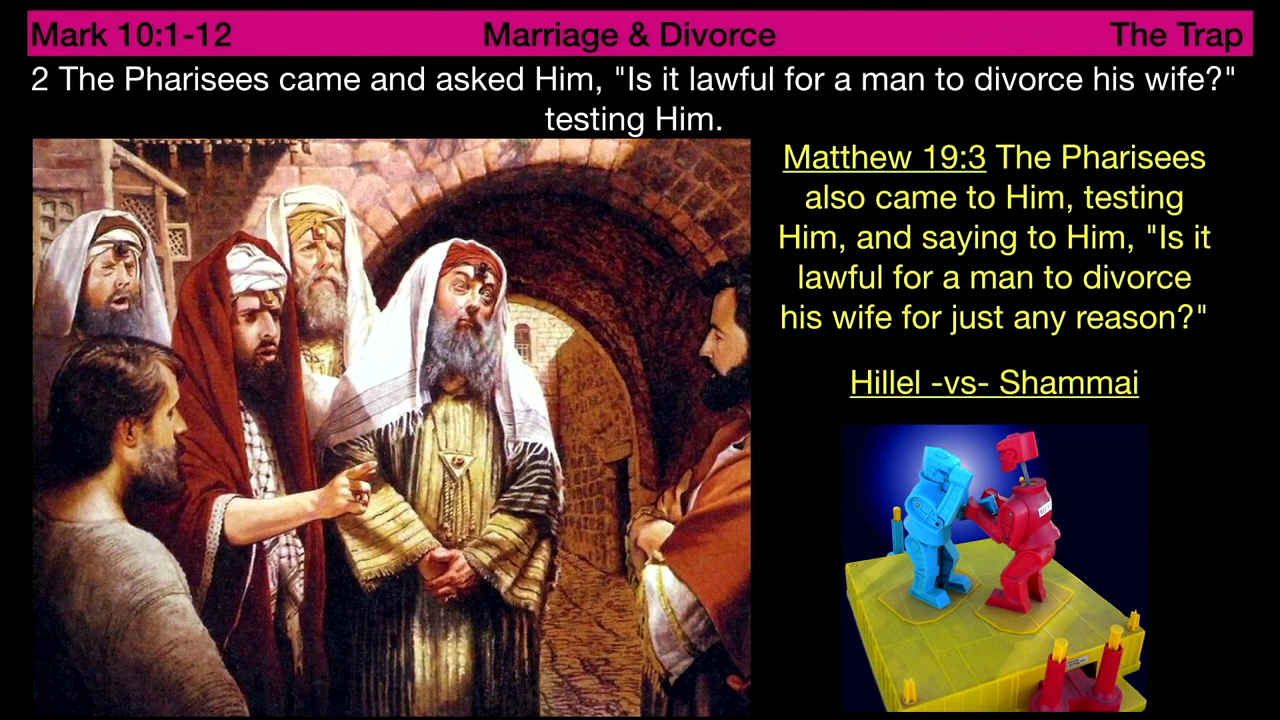 Mark 10:1-12 Marriage & Divorce The Trap
2 The Pharisees came and asked Him, "Is it lawful for a man to divorce his wife?"
testing Him.
Matthew 19:3 The Pharisees
also came to Him, testing
Him, and saying to Him, "Is it
lawful for a man to divorce
his wife for just any reason?"
Hillel -vs- Shammai